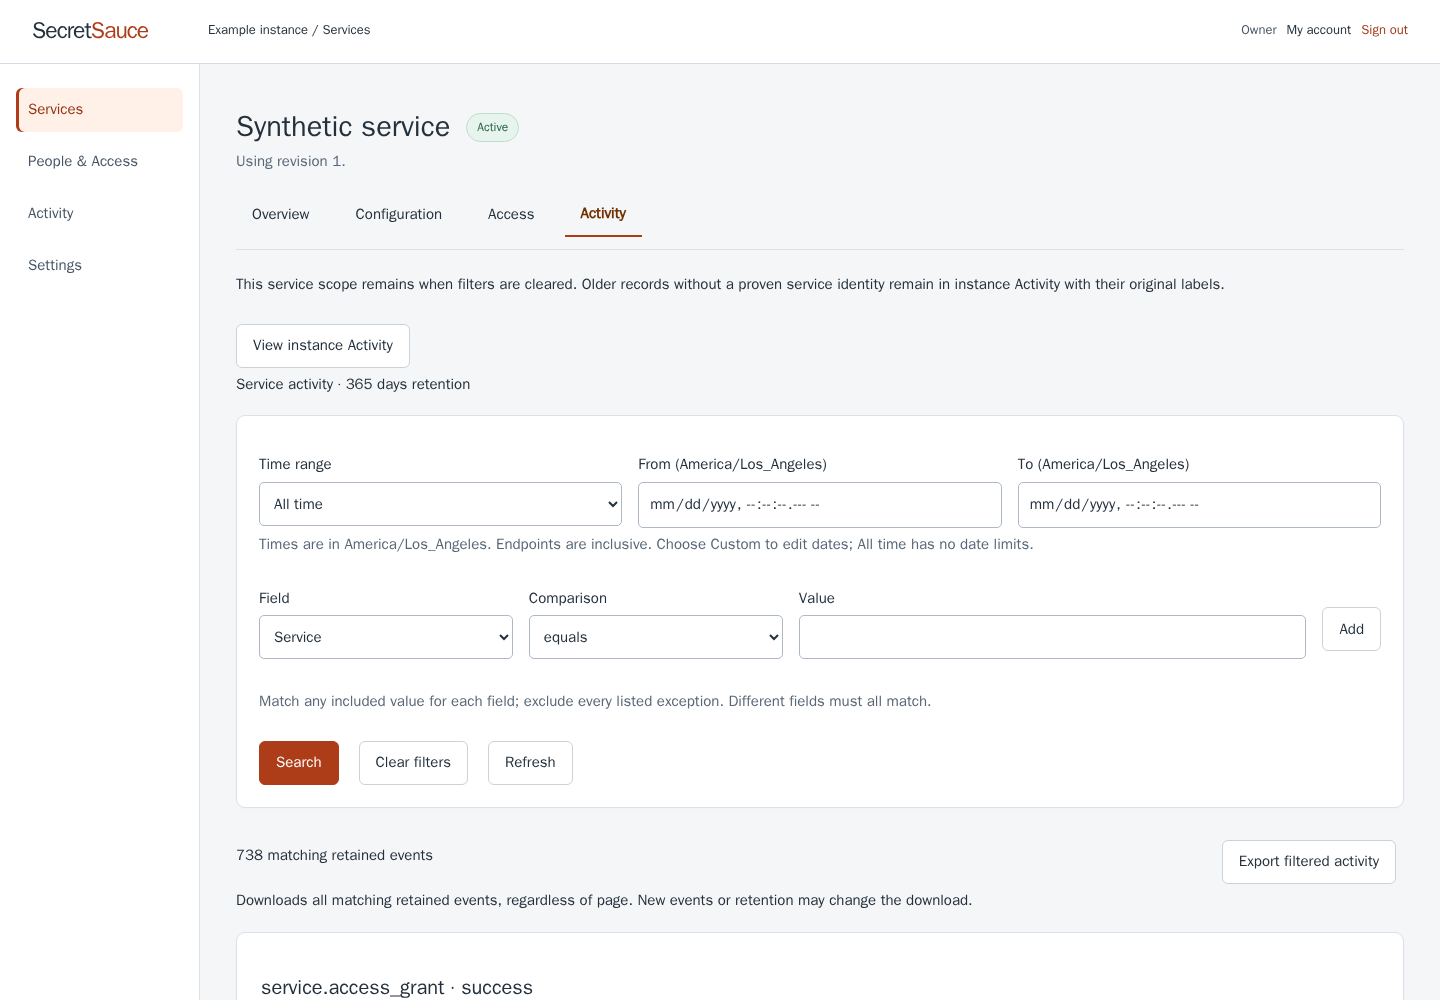 SecretSauce
Example instance / Services
Owner My account Sign out
Services
People & Access
Activity
Settings
Synthetic service
Active
Using revision 1.
Overview Configuration Access Activity
This service scope remains when filters are cleared. Older records without a proven service identity remain in instance Activity with their original labels.
View instance Activity
Service activity · 365 days retention
Time range From (America/Los_Angeles) To (America/Los_Angeles)
All time mm/dd/yyyy, --:--:--.--- -- mm/dd/yyyy, --:--:--.--- --
Times are in America/Los_Angeles. Endpoints are inclusive. Choose Custom to edit dates; All time has no date limits.
Field Comparison Value
Service equals Add
Match any included value for each field; exclude every listed exception. Different fields must all match.
Search Clear filters Refresh
738 matching retained events
Export filtered activity
Downloads all matching retained events, regardless of page. New events or retention may change the download.
service.access_grant · success